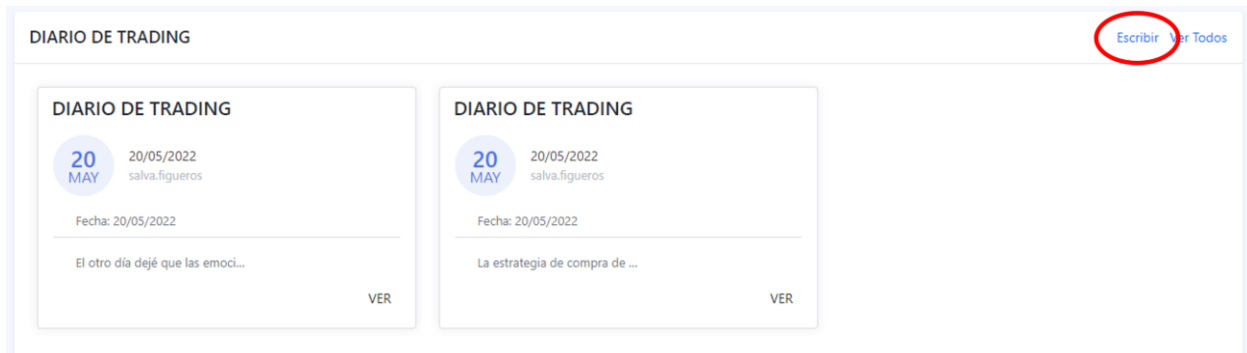 DIARIO DE TRADING
Escribir Ver Todos
DIARIO DE TRADING
20
MAY
20/05/2022
salva.figueros
Fecha: 20/05/2022
El otro día dejé que las emoci...
VER
DIARIO DE TRADING
20
MAY
20/05/2022
salva.figueros
Fecha: 20/05/2022
La estrategia de compra de ...
VER